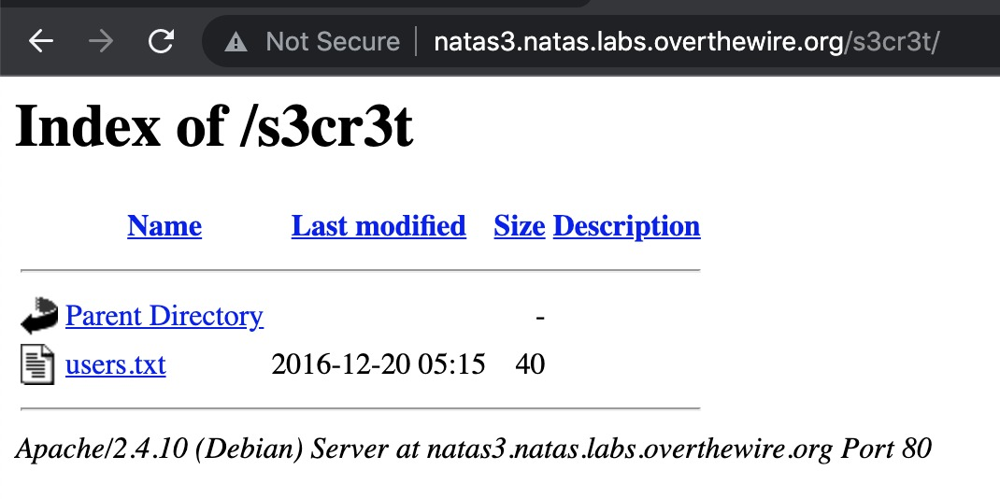 Not Secure natas3.natas.labs.overthewire.org/s3cr3t/
Index of /s3cr3t
Name Last modified Size Description
Parent Directory -
users.txt 2016-12-20 05:15 40
Apache/2.4.10 (Debian) Server at natas3.natas.labs.overthewire.org Port 80